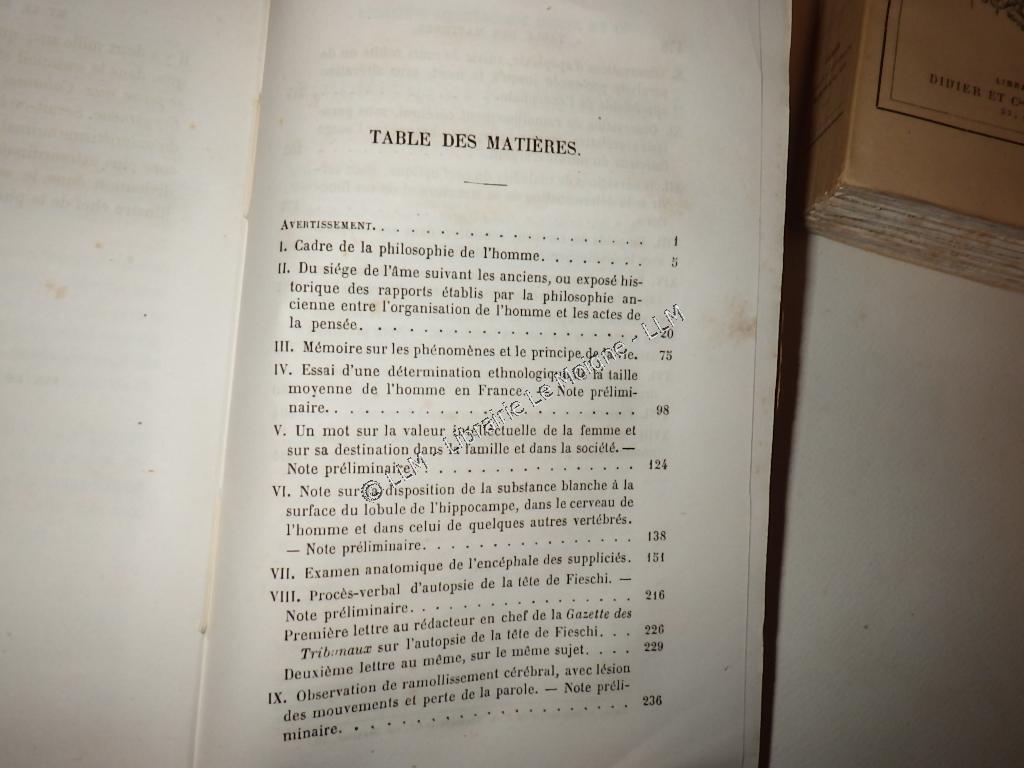 TABLE DES MATIÈRES.
AVERTISSEMENT. . . . . . . . . . . . . . . . . . 1
I. Cadre de la philosophie de l'homme. . . . . . . . 5
II. Du siége de l'âme suivant les anciens, ou exposé his-
torique des rapports établis par la philosophie an-
cienne entre l'organisation de l'homme et les actes de
la pensée. . . . . . . . . . . . . . . . . . 20
III. Mémoire sur les phénomènes et le principe de 75
IV. Essai d'une détermination ethnologique la taille
moyenne de l'homme en France. — Note prélimi-
naire. . . . . . . . . . . . . . . . . . . . 98
V. Un mot sur la valeur intellectuelle de la femme et
sur sa destination dans la famille et dans la société. —
Note préliminaire. . . . . . . . . . . . . . . 124
VI. Note sur la disposition de la substance blanche à la
surface du lobule de l'hippocampe, dans le cerveau de
l'homme et dans celui de quelques autres vertébrés.
— Note préliminaire. . . . . . . . . . . . . . 138
VII. Examen anatomique de l'encéphale des suppliciés. 151
VIII. Procès-verbal d'autopsie de la tête de Fieschi. —
Note préliminaire. . . . . . . . . . . . . . . 216
Première lettre au rédacteur en chef de la Gazette des
Tribunaux sur l'autopsie de la tête de Fieschi. . . 226
Deuxième lettre au même, sur le même sujet. . . . 229
IX. Observation de ramollissement cérébral, avec lésion
des mouvements et perte de la parole. — Note préli-
minaire. . . . . . . . . . . . . . . . . . . 236
© LLM - Librairie Le Moigne - LLM
DIDIER ET Cie